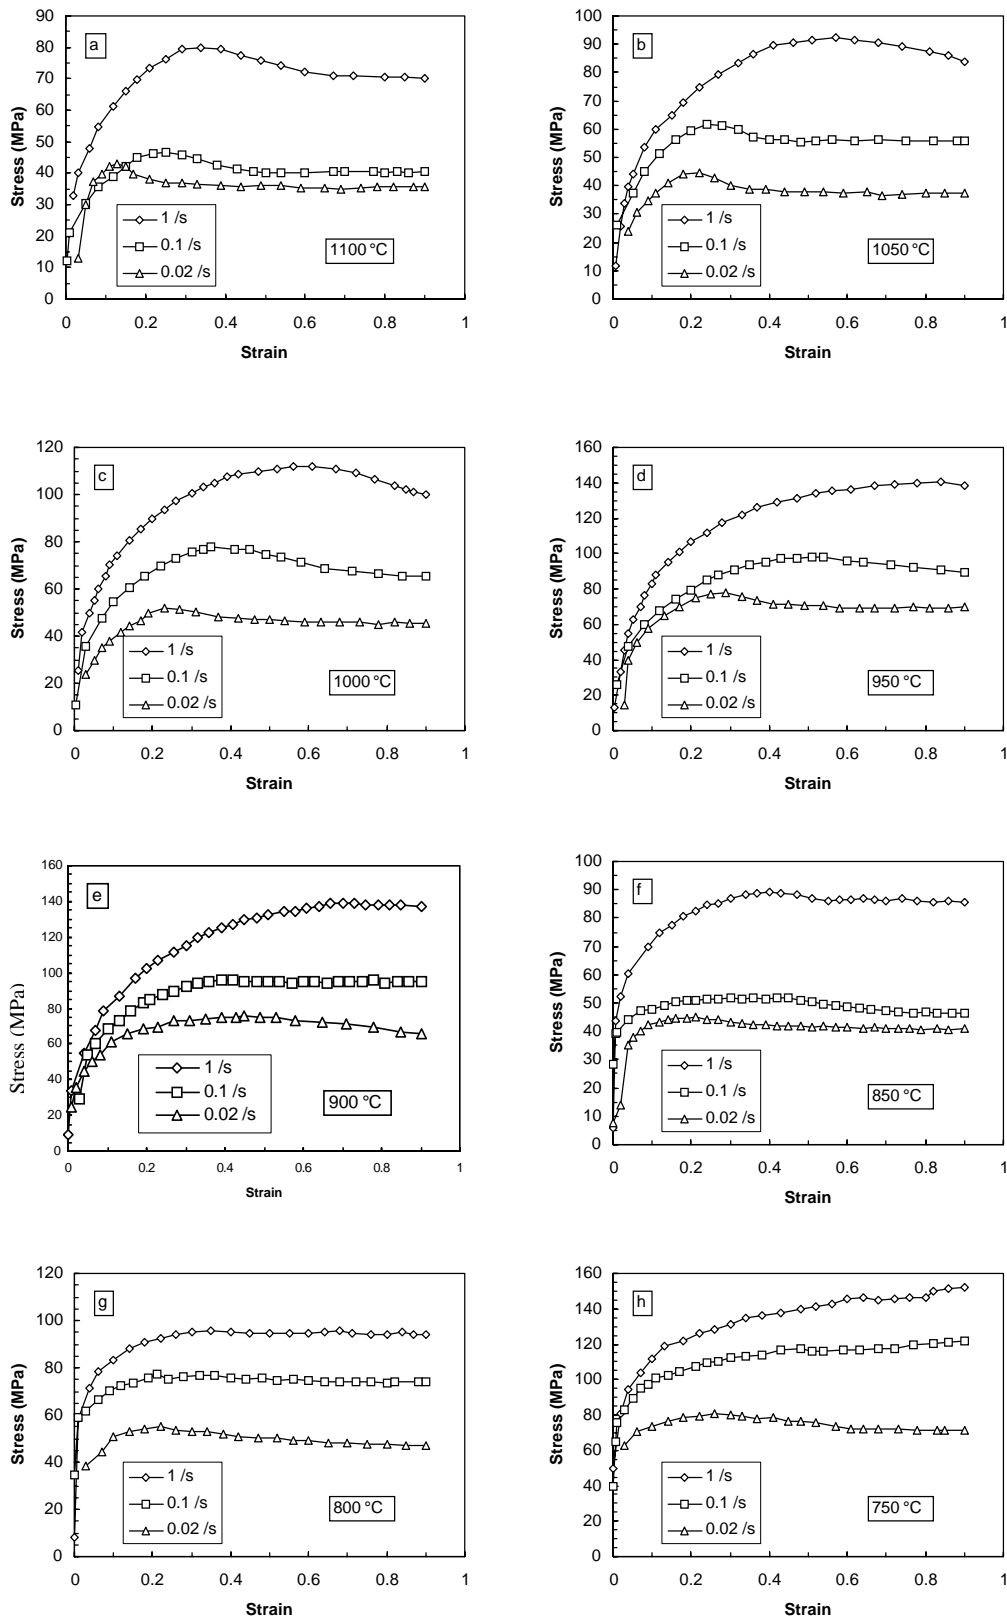 a
90
80
70
60
50
40
30
20
10
0
Stress (MPa)
1 /s
0.1 /s
0.02 /s
1100 °C
0 0.2 0.4 0.6 0.8 1
Strain
b
100
90
80
70
60
50
40
30
20
10
0
Stress (MPa)
1 /s
0.1 /s
0.02 /s
1050 °C
0 0.2 0.4 0.6 0.8 1
Strain
c
120
100
80
60
40
20
0
Stress (MPa)
1 /s
0.1 /s
0.02 /s
1000 °C
0 0.2 0.4 0.6 0.8 1
Strain
d
160
140
120
100
80
60
40
20
0
Stress (MPa)
1 /s
0.1 /s
0.02 /s
950 °C
0 0.2 0.4 0.6 0.8 1
Strain
e
160
140
120
100
80
60
40
20
0
Stress (MPa)
1 /s
0.1 /s
0.02 /s
900 °C
0 0.2 0.4 0.6 0.8 1
Strain
f
100
90
80
70
60
50
40
30
20
10
0
Stress (MPa)
1 /s
0.1 /s
0.02 /s
850 °C
0 0.2 0.4 0.6 0.8 1
Strain
g
120
100
80
60
40
20
0
Stress (MPa)
1 /s
0.1 /s
0.02 /s
800 °C
0 0.2 0.4 0.6 0.8 1
Strain
h
160
140
120
100
80
60
40
20
0
Stress (MPa)
1 /s
0.1 /s
0.02 /s
750 °C
0 0.2 0.4 0.6 0.8 1
Strain